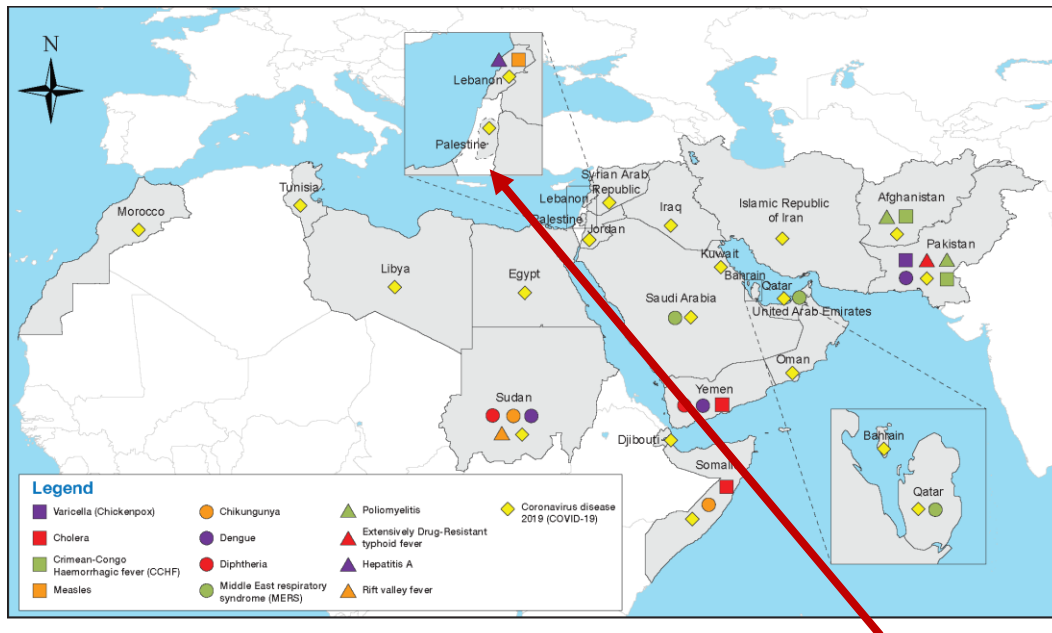 N
Lebanon
Palestine
Morocco
Tunisia
Libya
Egypt
Syrian Arab
Republic
Lebanon
Palestine
Jordan
Iraq
Islamic Republic
of Iran
Afghanistan
Pakistan
Kuwait
Bahrain
Qatar
Saudi Arabia
United Arab Emirates
Oman
Sudan
Yemen
Djibouti
Somali
Bahrain
Qatar
Legend
Varicella (Chickenpox)
Cholera
Crimean-Congo
Haemorrhagic fever (CCHF)
Measles
Chikungunya
Dengue
Diphtheria
Middle East respiratory
syndrome (MERS)
Poliomyelitis
Extensively Drug-Resistant
typhoid fever
Hepatitis A
Rift valley fever
Coronavirus disease
2019 (COVID-19)